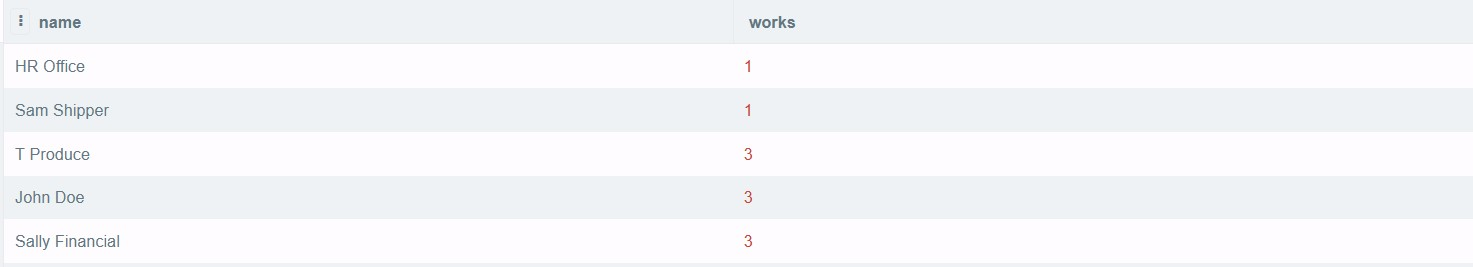 name works
HR Office 1
Sam Shipper 1
T Produce 3
John Doe 3
Sally Financial 3